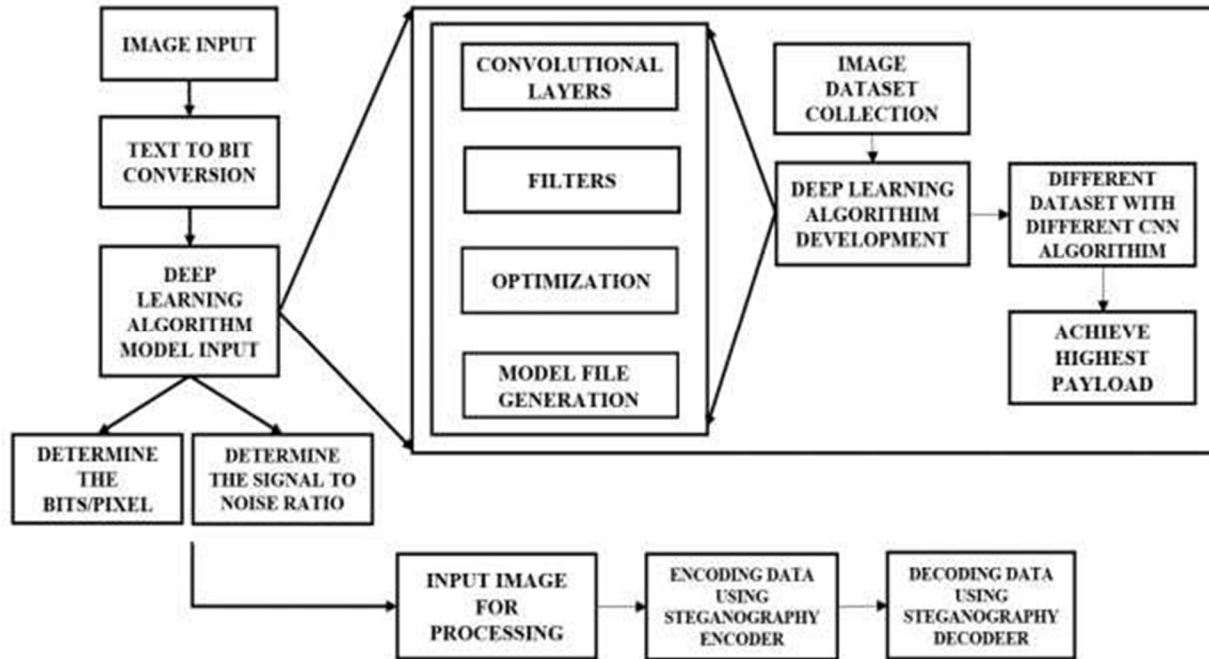 IMAGE INPUT
TEXT TO BIT
CONVERSION
DEEP
LEARNING
ALGORITHM
MODEL INPUT
DETERMINE
THE
BITS/PIXEL
DETERMINE
THE SIGNAL TO
NOISE RATIO
CONVOLUTIONAL
LAYERS
FILTERS
OPTIMIZATION
MODEL FILE
GENERATION
IMAGE
DATASET
COLLECTION
DEEP LEARNING
ALGORITHIM
DEVELOPMENT
DIFFERENT
DATASET WITH
DIFFERENT CNN
ALGORITHIM
ACHIEVE
HIGHEST
PAYLOAD
INPUT IMAGE
FOR
PROCESSING
ENCODING DATA
USING
STEGANOGRAPHY
ENCODER
DECODING DATA
USING
STEGANOGRAPHY
DECODEER